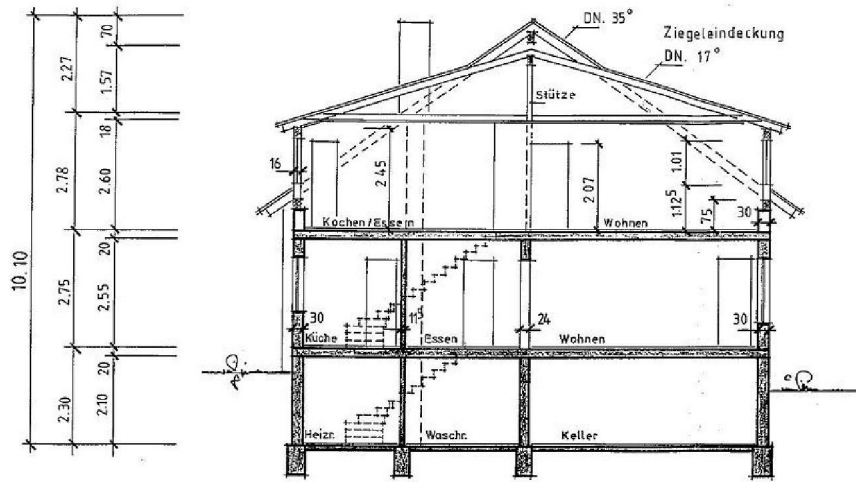 DN. 35°
Ziegeleindeckung
DN. 17°
70
2.27
1.57
Stütze
18
16
2.45
2.07
1.01
2.78
2.60
1.12⁵
75
30
Kochen/Essen
Wohnen
10.10
20
2.75
2.55
30
11⁵
24
30
Küche
Essen
Wohnen
20
2.30
2.10
Heizr.
Waschr.
Keller